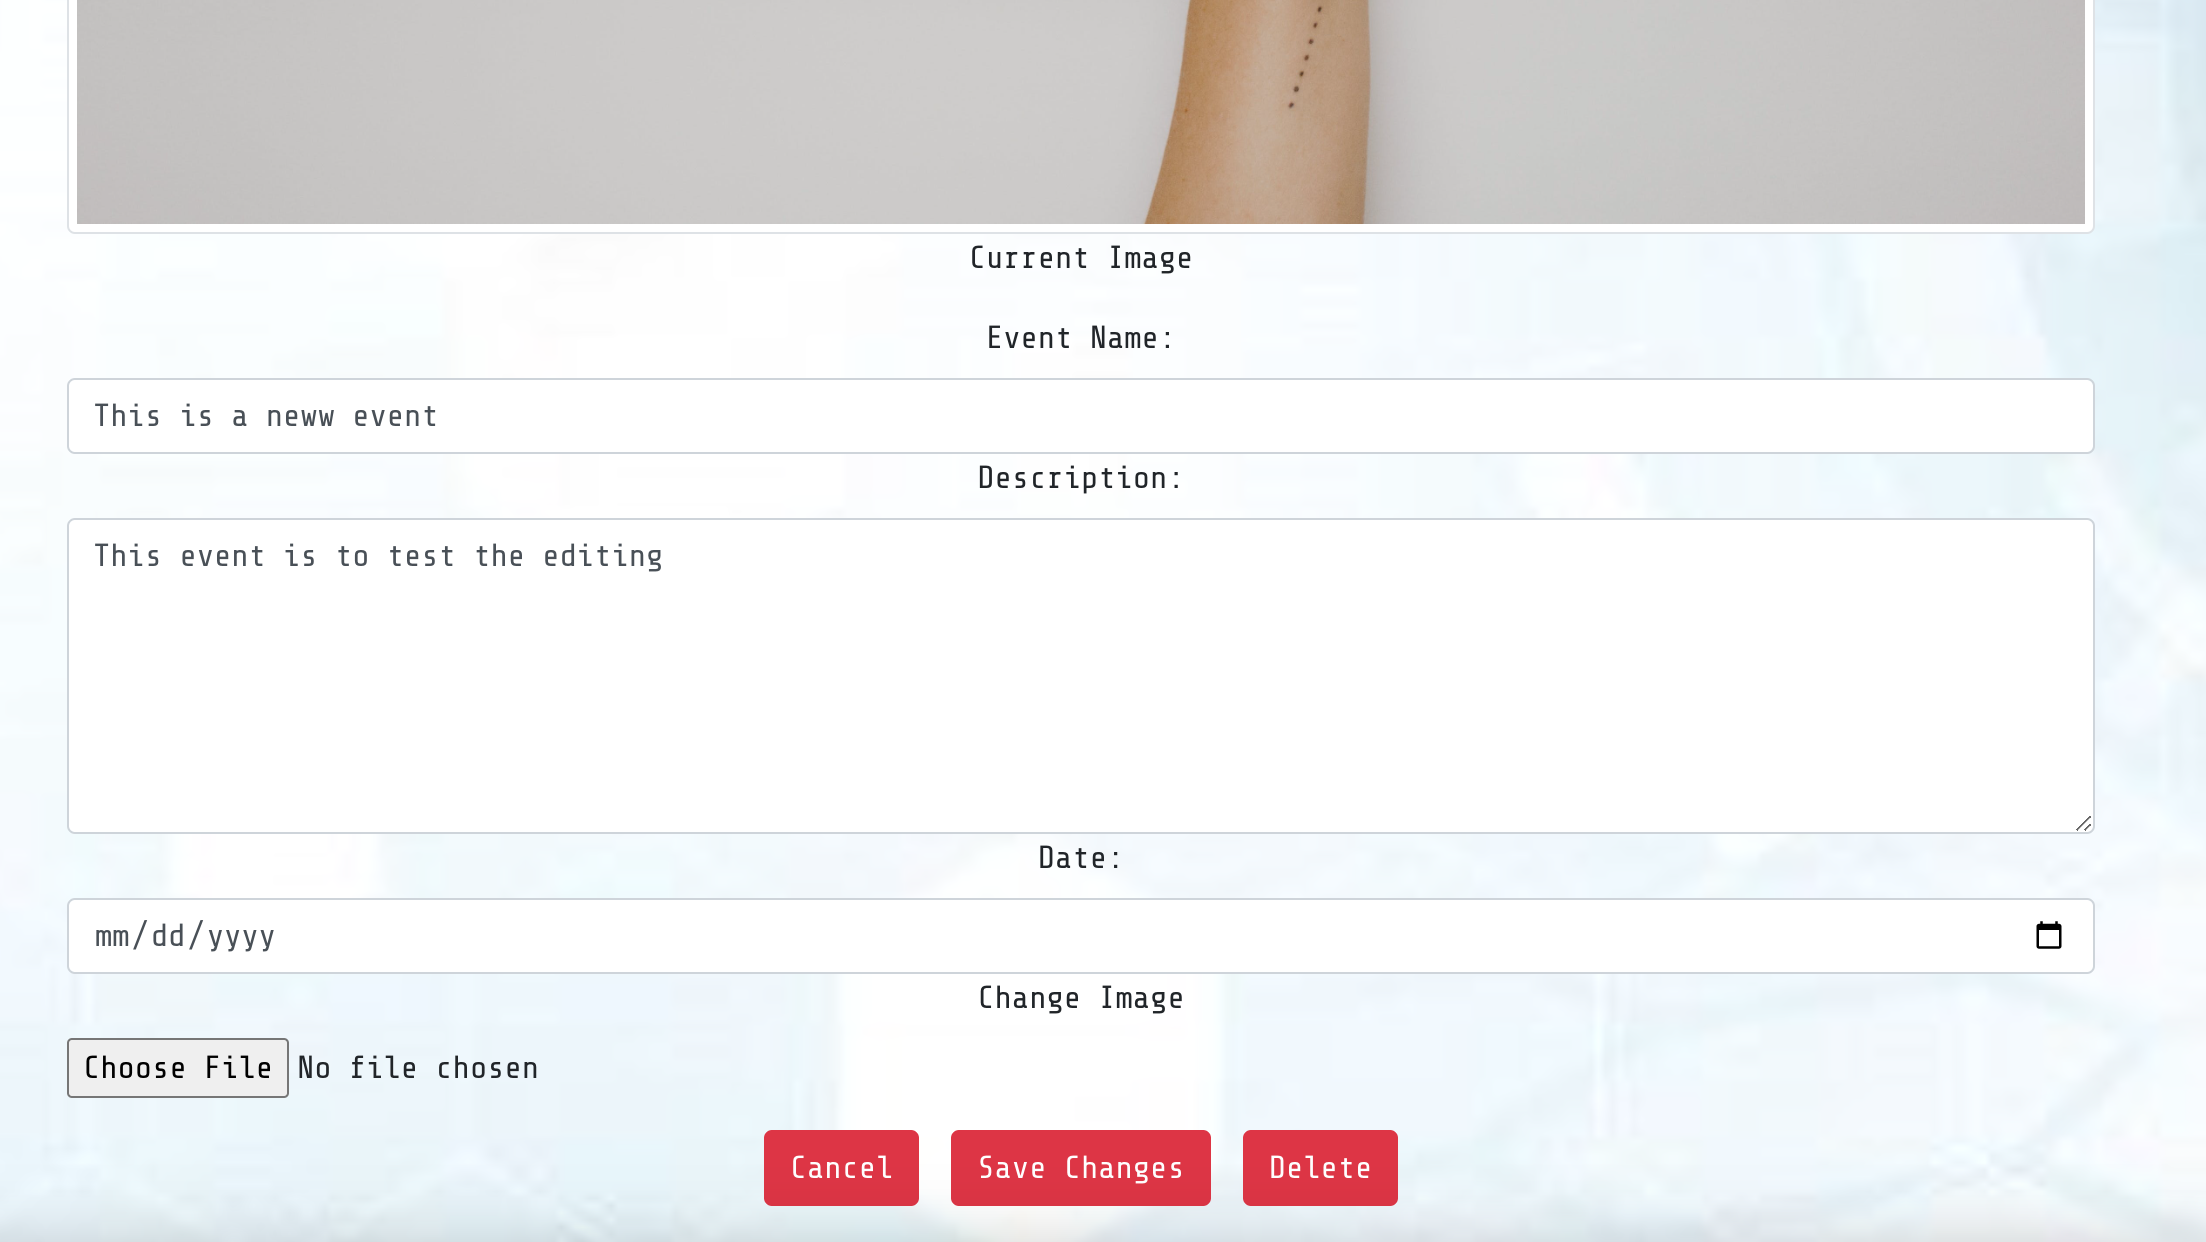 Current Image
Event Name:
This is a neww event
Description:
This event is to test the editing
Date:
mm/dd/yyyy
Change Image
Choose File No file chosen
Cancel Save Changes Delete